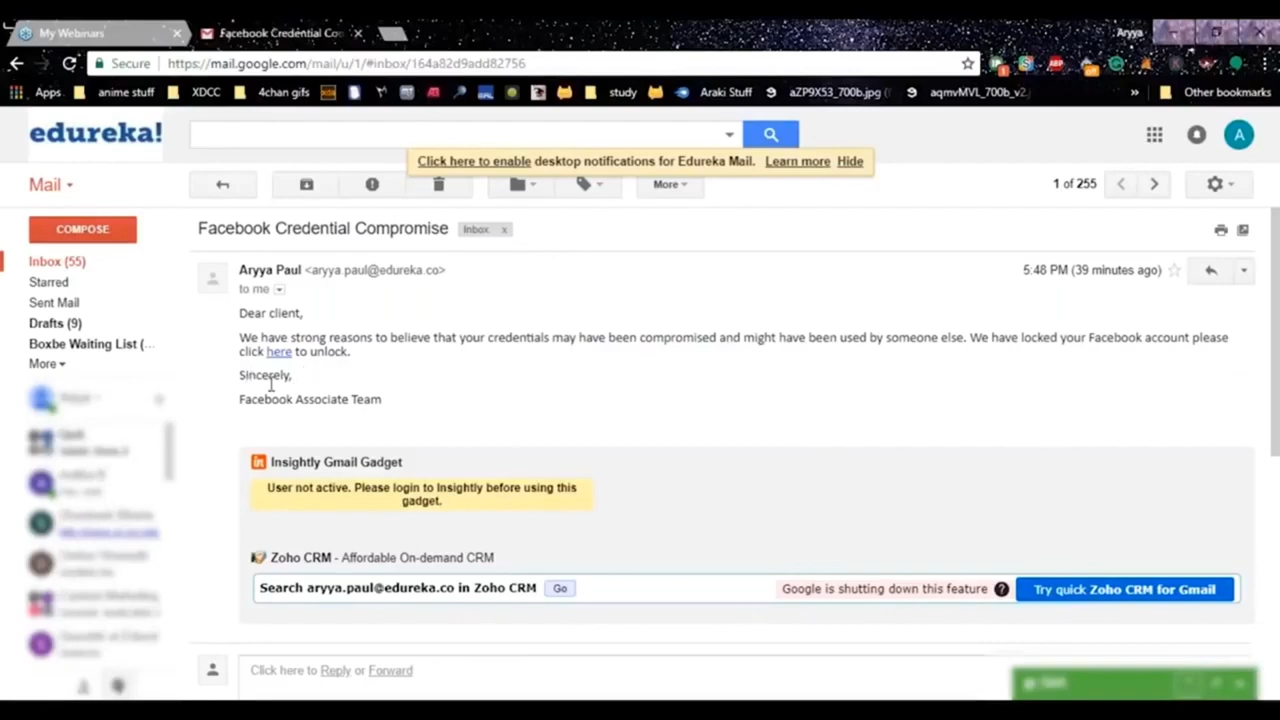 My Webinars
Facebook Credential Co
Aryya
Secure
https://mail.google.com/mail/u/1/#inbox/164a82d9add82756
Apps anime stuff XDCC 4chan gifs study Araki Stuff aZP9X53_700b.jpg ( aqmvMVL_700b_v2. » Other bookmarks
edureka!
A
Click here to enable desktop notifications for Edureka Mail. Learn more Hide
Mail
More
1 of 255
COMPOSE
Facebook Credential Compromise
Inbox x
Inbox (55)
Starred
Sent Mail
Drafts (9)
Boxbe Waiting List (...
More
Aryya Paul <aryya.paul@edureka.co>
5:48 PM (39 minutes ago)
to me
Dear client,
We have strong reasons to believe that your credentials may have been compromised and might have been used by someone else. We have locked your Facebook account please
click here to unlock.
Sincerely,
Facebook Associate Team
Insightly Gmail Gadget
User not active. Please login to Insightly before using this
gadget.
Zoho CRM - Affordable On-demand CRM
Search aryya.paul@edureka.co in Zoho CRM Go
Google is shutting down this feature ?
Try quick Zoho CRM for Gmail
Click here to Reply or Forward